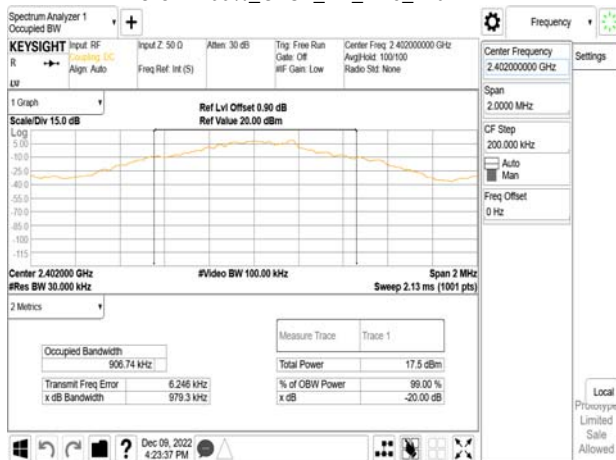 Spectrum Analyzer 1
Occupied BW
Frequency
KEYSIGHT
R
LW
Input: RF
Coupling: DC
Align: Auto
Input Z: 50 Ω
Freq Ref: Int (S)
Atten: 30 dB
Trig: Free Run
Gate: Off
#IF Gain: Low
Center Freq: 2.402000000 GHz
Avg|Hold: 100/100
Radio Std: None
Center Frequency
2.402000000 GHz
Settings
Span
2.0000 MHz
CF Step
200.000 kHz
Auto
Man
Freq Offset
0 Hz
1 Graph
Scale/Div 15.0 dB
Ref Lvl Offset 0.90 dB
Ref Value 20.00 dBm
Log
5.00
-10.0
-25.0
-40.0
-55.0
-70.0
-85.0
-100
-115
Center 2.402000 GHz
#Res BW 30.000 kHz
#Video BW 100.00 kHz
Span 2 MHz
Sweep 2.13 ms (1001 pts)
2 Metrics
Measure Trace
Trace 1
Occupied Bandwidth
906.74 kHz
Total Power
17.5 dBm
Transmit Freq Error
6.246 kHz
% of OBW Power
99.00 %
x dB Bandwidth
979.3 kHz
x dB
-20.00 dB
Local
Prototype
Limited
Sale
Allowed
?
Dec 09, 2022
4:23:37 PM